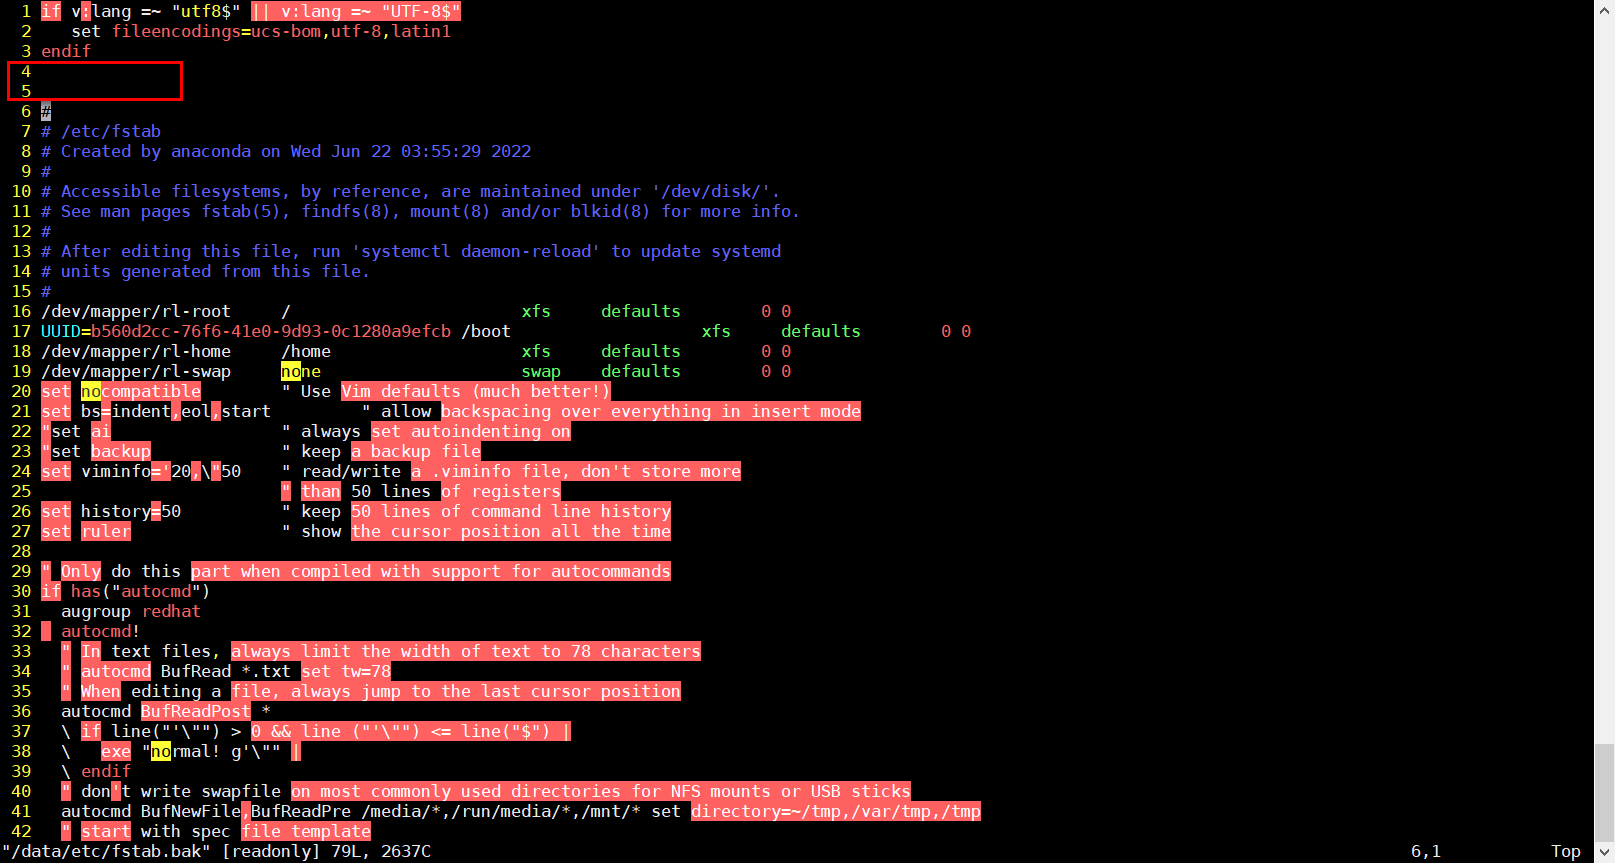 1 if v:lang =~ "utf8$" || v:lang =~ "UTF-8$"
2    set fileencodings=ucs-bom,utf-8,latin1
3 endif
4
5
6 #
7 # /etc/fstab
8 # Created by anaconda on Wed Jun 22 03:55:29 2022
9 #
10 # Accessible filesystems, by reference, are maintained under '/dev/disk/'.
11 # See man pages fstab(5), findfs(8), mount(8) and/or blkid(8) for more info.
12 #
13 # After editing this file, run 'systemctl daemon-reload' to update systemd
14 # units generated from this file.
15 #
16 /dev/mapper/rl-root     /                       xfs     defaults        0 0
17 UUID=b560d2cc-76f6-41e0-9d93-0c1280a9efcb /boot                   xfs     defaults        0 0
18 /dev/mapper/rl-home     /home                   xfs     defaults        0 0
19 /dev/mapper/rl-swap     none                    swap    defaults        0 0
20 set nocompatible        " Use Vim defaults (much better!)
21 set bs=indent,eol,start         " allow backspacing over everything in insert mode
22 "set ai                 " always set autoindenting on
23 "set backup             " keep a backup file
24 set viminfo='20,\"50    " read/write a .viminfo file, don't store more
25                         " than 50 lines of registers
26 set history=50          " keep 50 lines of command line history
27 set ruler               " show the cursor position all the time
28
29 " Only do this part when compiled with support for autocommands
30 if has("autocmd")
31   augroup redhat
32   autocmd!
33   " In text files, always limit the width of text to 78 characters
34   " autocmd BufRead *.txt set tw=78
35   " When editing a file, always jump to the last cursor position
36   autocmd BufReadPost *
37   \ if line("'\"") > 0 && line ("'\"") <= line("$") |
38   \   exe "normal! g'\"" |
39   \ endif
40   " don't write swapfile on most commonly used directories for NFS mounts or USB sticks
41   autocmd BufNewFile,BufReadPre /media/*,/run/media/*,/mnt/* set directory=~/tmp,/var/tmp,/tmp
42   " start with spec file template
"/data/etc/fstab.bak" [readonly] 79L, 2637C 6,1 Top